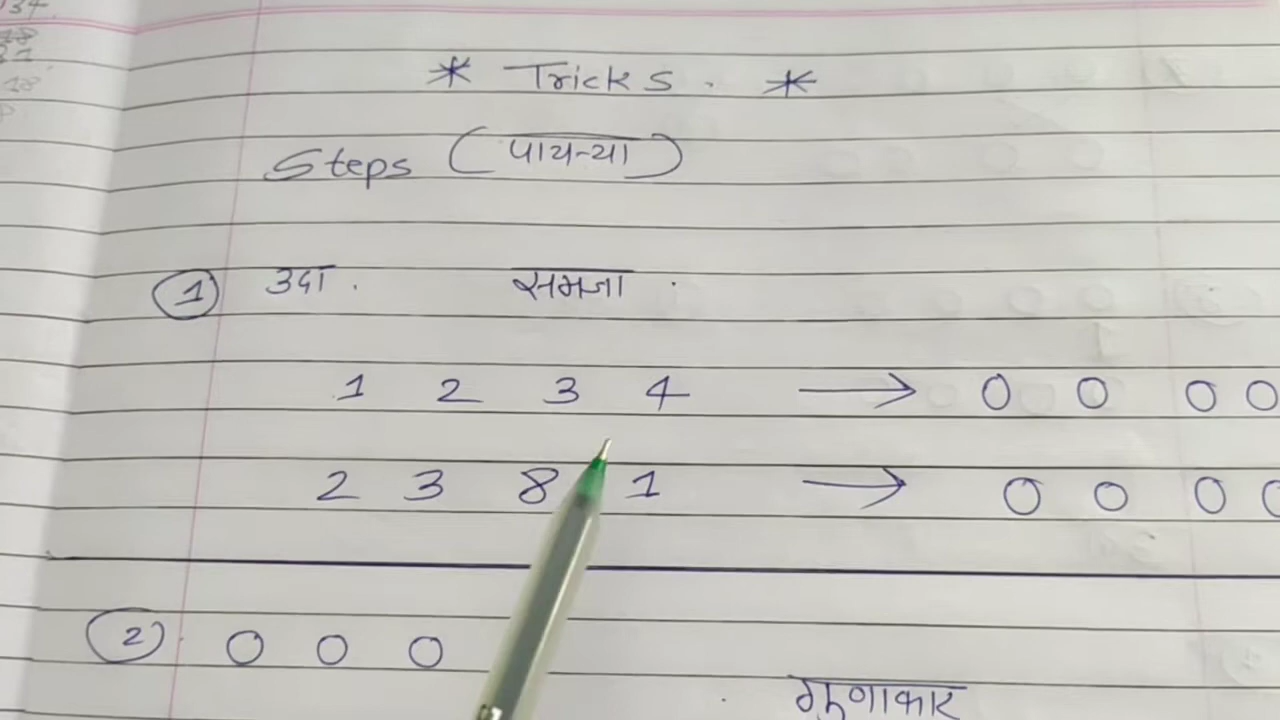 * Tricks. *
Steps (पायऱ्या)
1 उदा. समजा.
1 2 3 4 → 0 0 0 0
2 3 8 1 → 0 0 0 0
2 0 0 0
गुणाकार